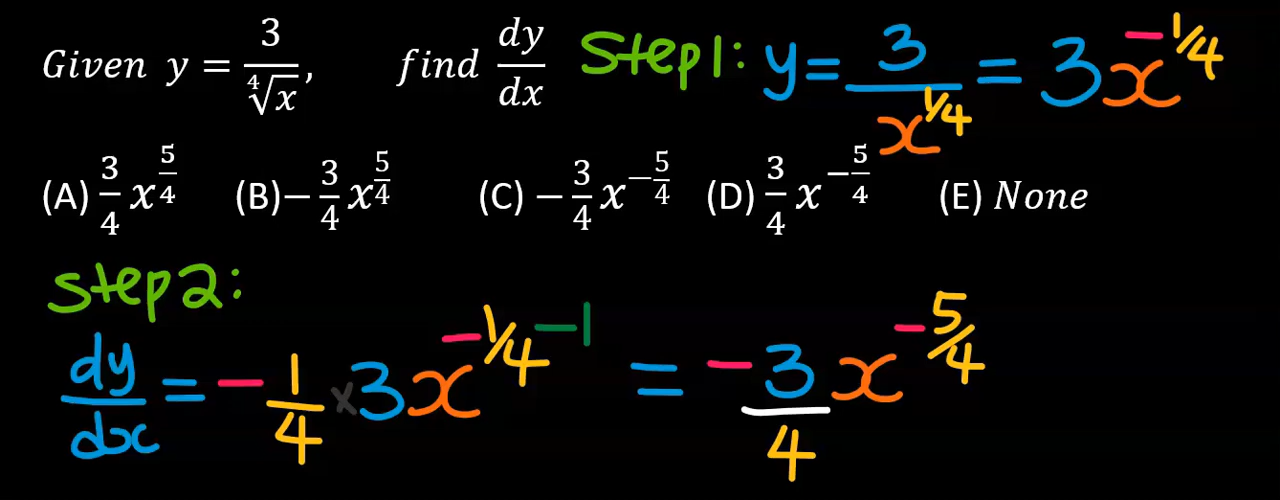 Given y = 3/∜x, find dy/dx
Step1: y = 3/x^1/4 = 3x^-1/4
(A) 3/4 x^5/4 (B) -3/4 x^5/4 (C) -3/4 x^-5/4 (D) 3/4 x^-5/4 (E) None
Step2:
dy/dx = -1/4 × 3x^-1/4-1 = -3/4 x^-5/4